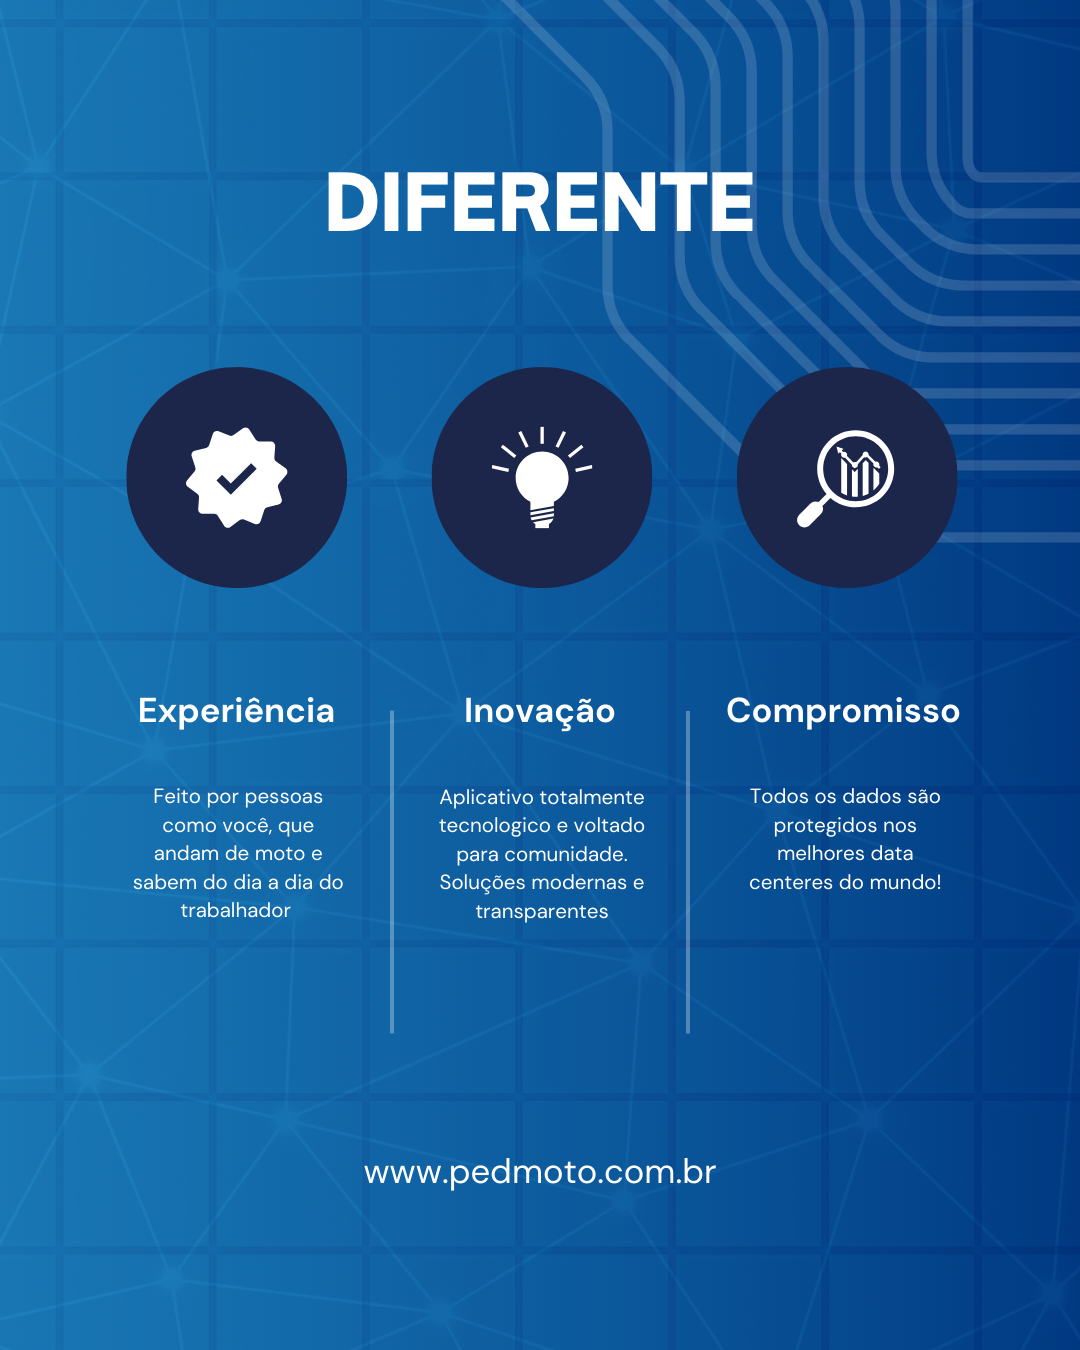 DIFERENTE
Experiência
Feito por pessoas
como você, que
andam de moto e
sabem do dia a dia do
trabalhador
Inovação
Aplicativo totalmente
tecnologico e voltado
para comunidade.
Soluções modernas e
transparentes
Compromisso
Todos os dados são
protegidos nos
melhores data
centeres do mundo!
www.pedmoto.com.br